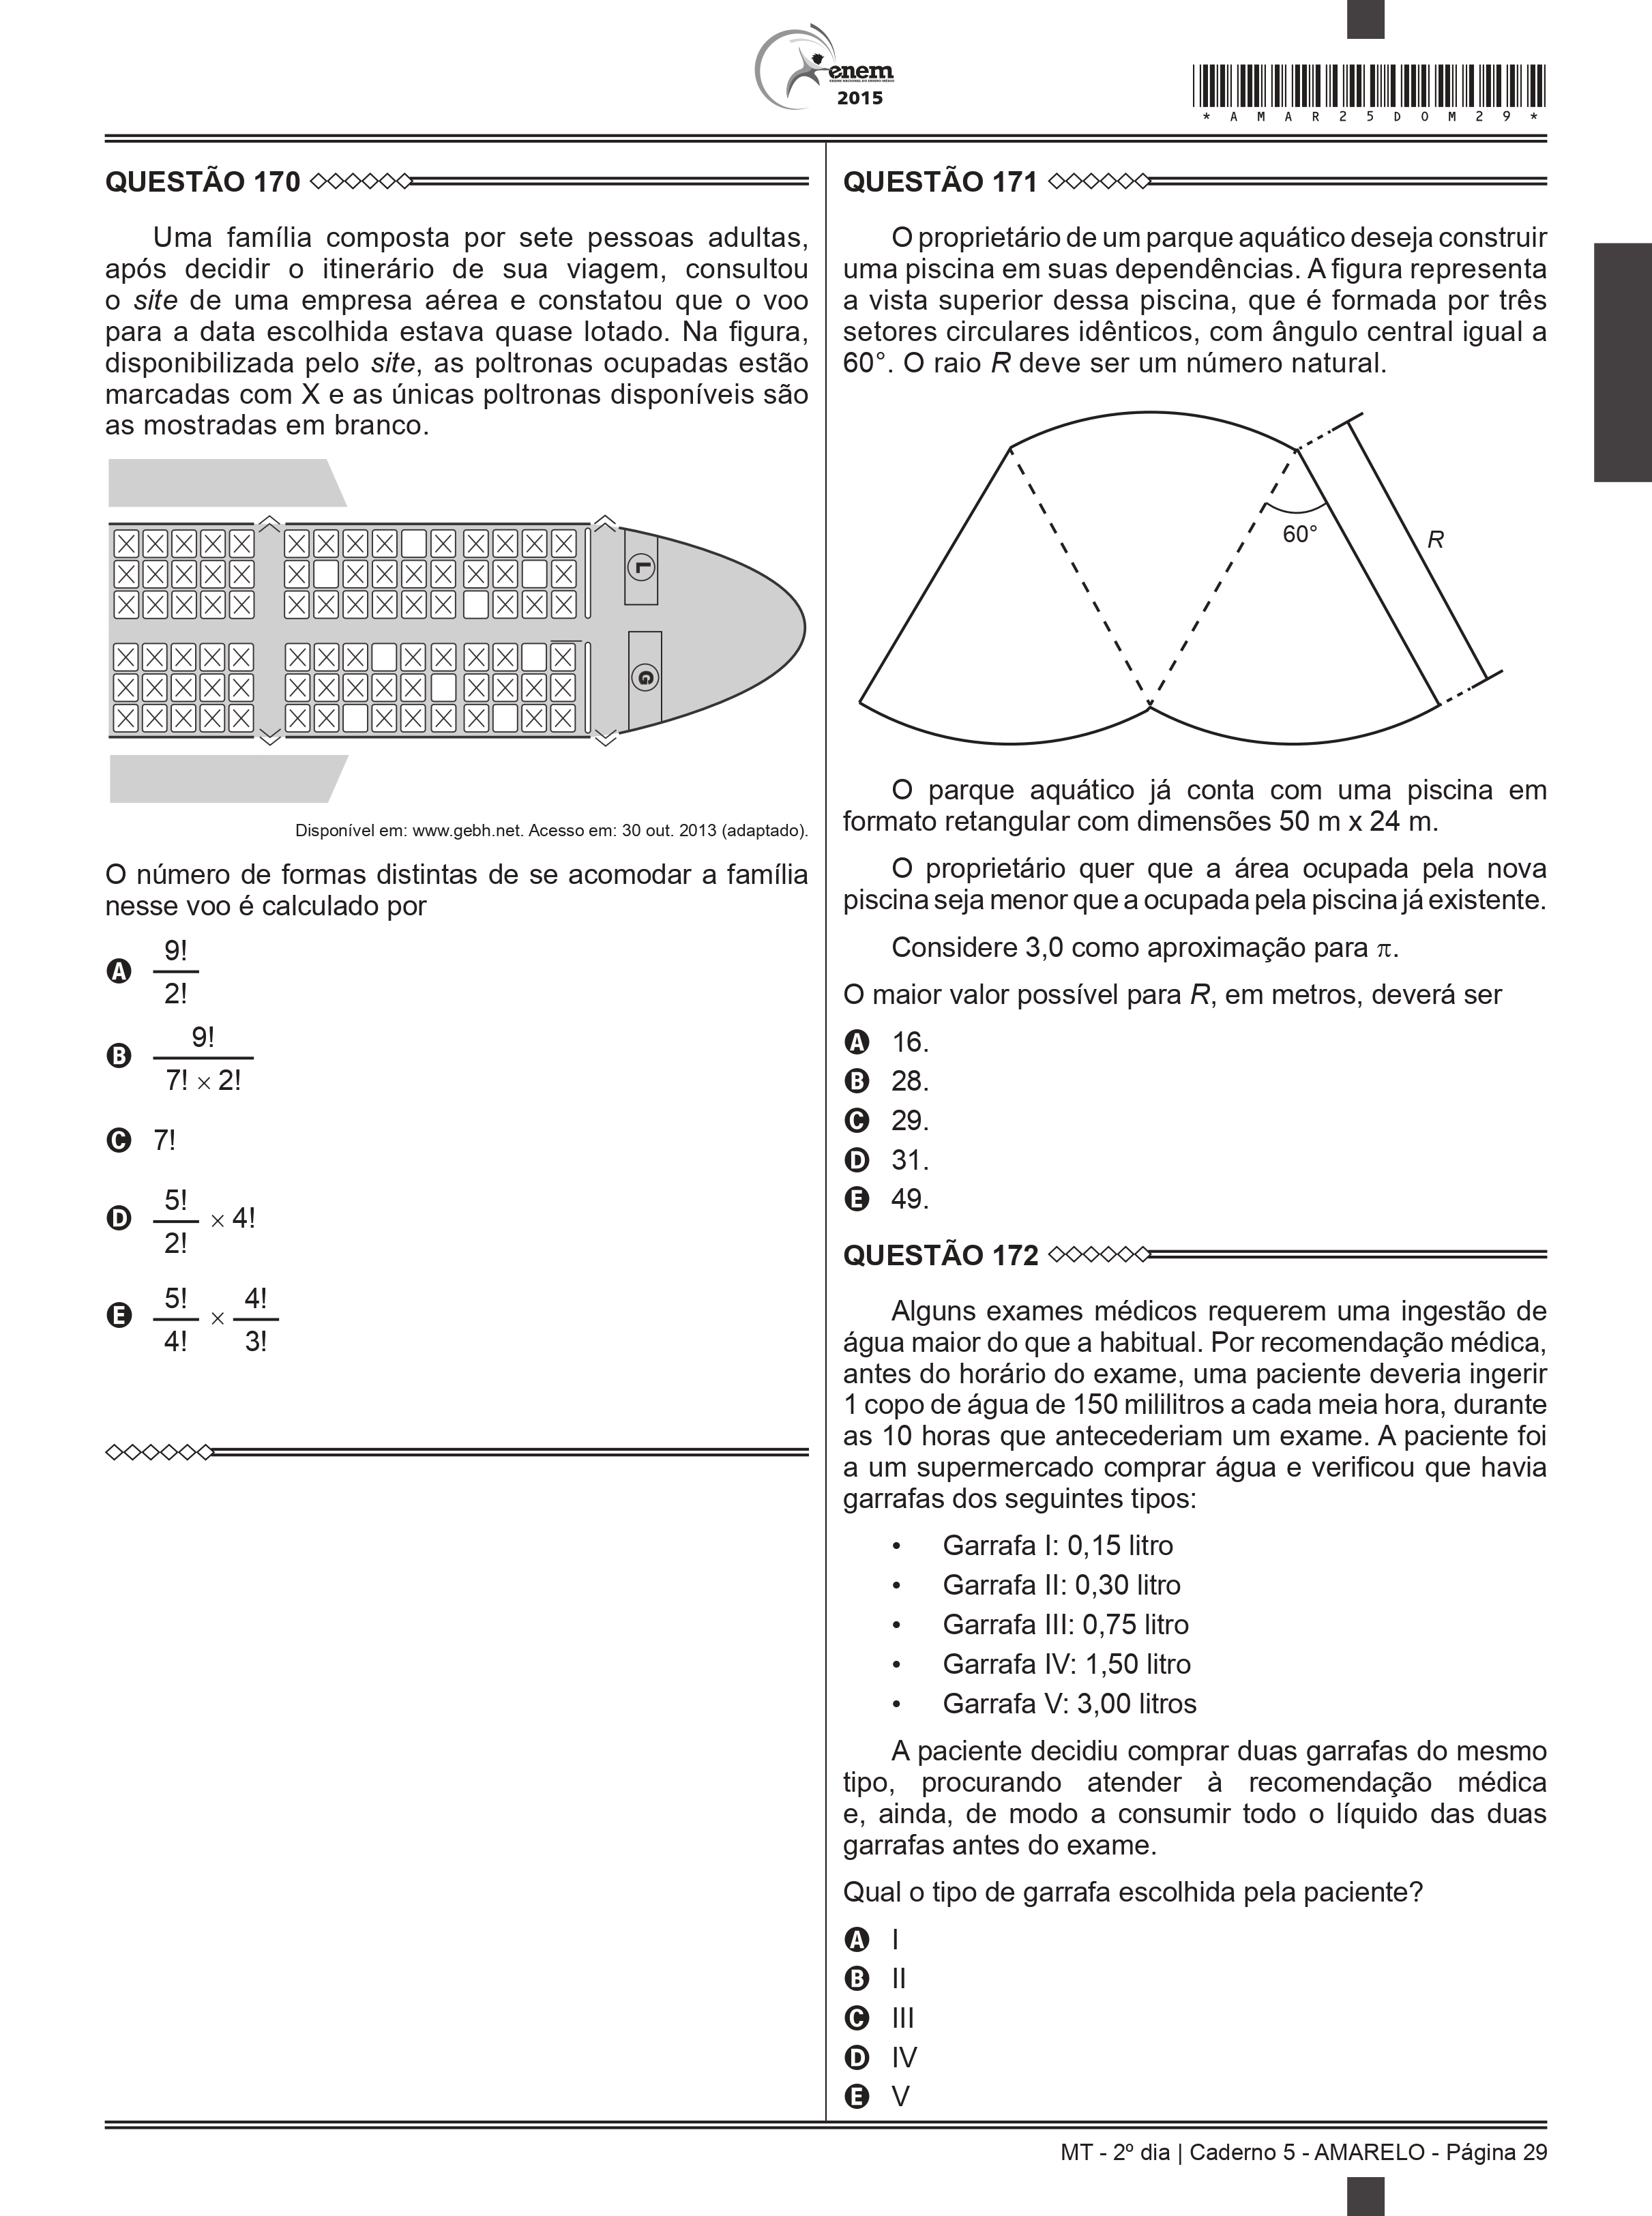 enem
EXAME NACIONAL DO ENSINO MÉDIO
2015
* A M A R 2 5 D O M 2 9 *
QUESTÃO 170
Uma família composta por sete pessoas adultas,
após decidir o itinerário de sua viagem, consultou
o site de uma empresa aérea e constatou que o voo
para a data escolhida estava quase lotado. Na figura,
disponibilizada pelo site, as poltronas ocupadas estão
marcadas com X e as únicas poltronas disponíveis são
as mostradas em branco.
L
G
Disponível em: www.gebh.net. Acesso em: 30 out. 2013 (adaptado).
O número de formas distintas de se acomodar a família
nesse voo é calculado por
A 9!
2!
B 9!
7! × 2!
C 7!
D 5!
2! × 4!
E 5! × 4!
4! 3!
QUESTÃO 171
O proprietário de um parque aquático deseja construir
uma piscina em suas dependências. A figura representa
a vista superior dessa piscina, que é formada por três
setores circulares idênticos, com ângulo central igual a
60°. O raio R deve ser um número natural.
60°
R
O parque aquático já conta com uma piscina em
formato retangular com dimensões 50 m x 24 m.
O proprietário quer que a área ocupada pela nova
piscina seja menor que a ocupada pela piscina já existente.
Considere 3,0 como aproximação para π.
O maior valor possível para R, em metros, deverá ser
A 16.
B 28.
C 29.
D 31.
E 49.
QUESTÃO 172
Alguns exames médicos requerem uma ingestão de
água maior do que a habitual. Por recomendação médica,
antes do horário do exame, uma paciente deveria ingerir
1 copo de água de 150 mililitros a cada meia hora, durante
as 10 horas que antecederiam um exame. A paciente foi
a um supermercado comprar água e verificou que havia
garrafas dos seguintes tipos:
• Garrafa I: 0,15 litro
• Garrafa II: 0,30 litro
• Garrafa III: 0,75 litro
• Garrafa IV: 1,50 litro
• Garrafa V: 3,00 litros
A paciente decidiu comprar duas garrafas do mesmo
tipo, procurando atender à recomendação médica
e, ainda, de modo a consumir todo o líquido das duas
garrafas antes do exame.
Qual o tipo de garrafa escolhida pela paciente?
A I
B II
C III
D IV
E V
MT - 2º dia | Caderno 5 - AMARELO - Página 29